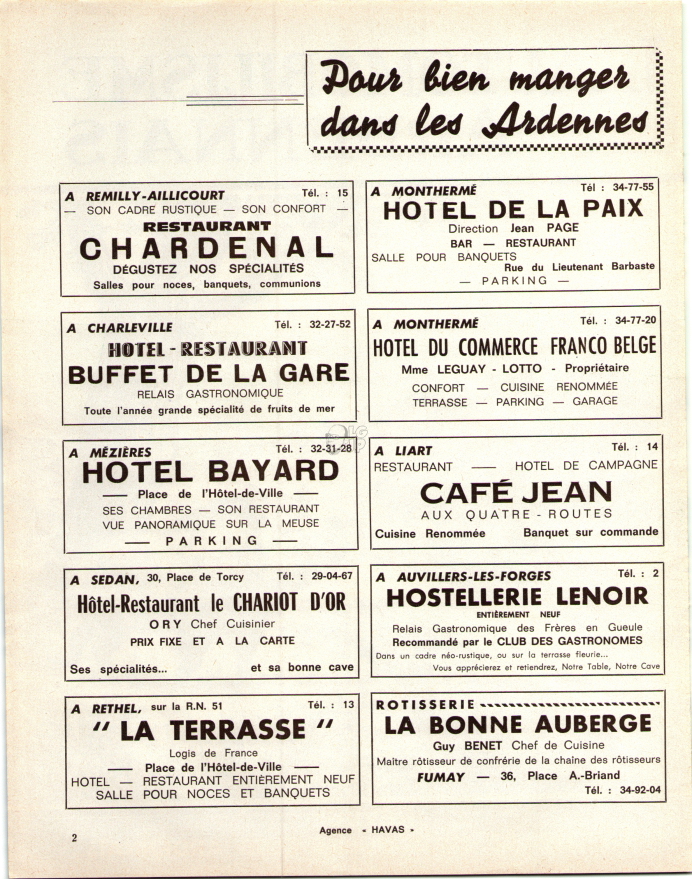 Pour bien manger
dans les Ardennes
A REMILLY-AILLICOURT Tél. : 15
— SON CADRE RUSTIQUE — SON CONFORT —
RESTAURANT
CHARDENAL
DÉGUSTEZ NOS SPÉCIALITÉS
Salles pour noces, banquets, communions
A MONTHERMÉ Tél : 34-77-55
HOTEL DE LA PAIX
Direction Jean PAGE
BAR — RESTAURANT
SALLE POUR BANQUETS
Rue du Lieutenant Barbaste
— PARKING —
A CHARLEVILLE Tél. : 32-27-52
HOTEL - RESTAURANT
BUFFET DE LA GARE
RELAIS GASTRONOMIQUE
Toute l'année grande spécialité de fruits de mer
A MONTHERMÉ Tél. : 34-77-20
HOTEL DU COMMERCE FRANCO BELGE
Mme LEGUAY - LOTTO - Propriétaire
CONFORT — CUISINE RENOMMÉE
TERRASSE — PARKING — GARAGE
A MÉZIÈRES Tél. : 32-31-28
HOTEL BAYARD
— Place de l'Hôtel-de-Ville —
SES CHAMBRES — SON RESTAURANT
VUE PANORAMIQUE SUR LA MEUSE
— PARKING —
A LIART Tél. : 14
RESTAURANT — HOTEL DE CAMPAGNE
CAFÉ JEAN
AUX QUATRE - ROUTES
Cuisine Renommée Banquet sur commande
A SEDAN, 30, Place de Torcy Tél. : 29-04-67
Hôtel-Restaurant le CHARIOT D'OR
ORY Chef Cuisinier
PRIX FIXE ET A LA CARTE
Ses spécialités... et sa bonne cave
A AUVILLERS-LES-FORGES Tél. : 2
HOSTELLERIE LENOIR
ENTIÈREMENT NEUF
Relais Gastronomique des Frères en Gueule
Recommandé par le CLUB DES GASTRONOMES
Dans un cadre néo-rustique, ou sur la terrasse fleurie...
Vous apprécierez et retiendrez, Notre Table, Notre Cave
A RETHEL, sur la R.N. 51 Tél. : 13
" LA TERRASSE "
Logis de France
— Place de l'Hôtel-de-Ville —
HOTEL — RESTAURANT ENTIÈREMENT NEUF
SALLE POUR NOCES ET BANQUETS
ROTISSERIE
LA BONNE AUBERGE
Guy BENET Chef de Cuisine
Maître rôtisseur de confrérie de la chaîne des rôtisseurs
FUMAY — 36, Place A.-Briand
Tél. : 34-92-04
Agence « HAVAS »
2